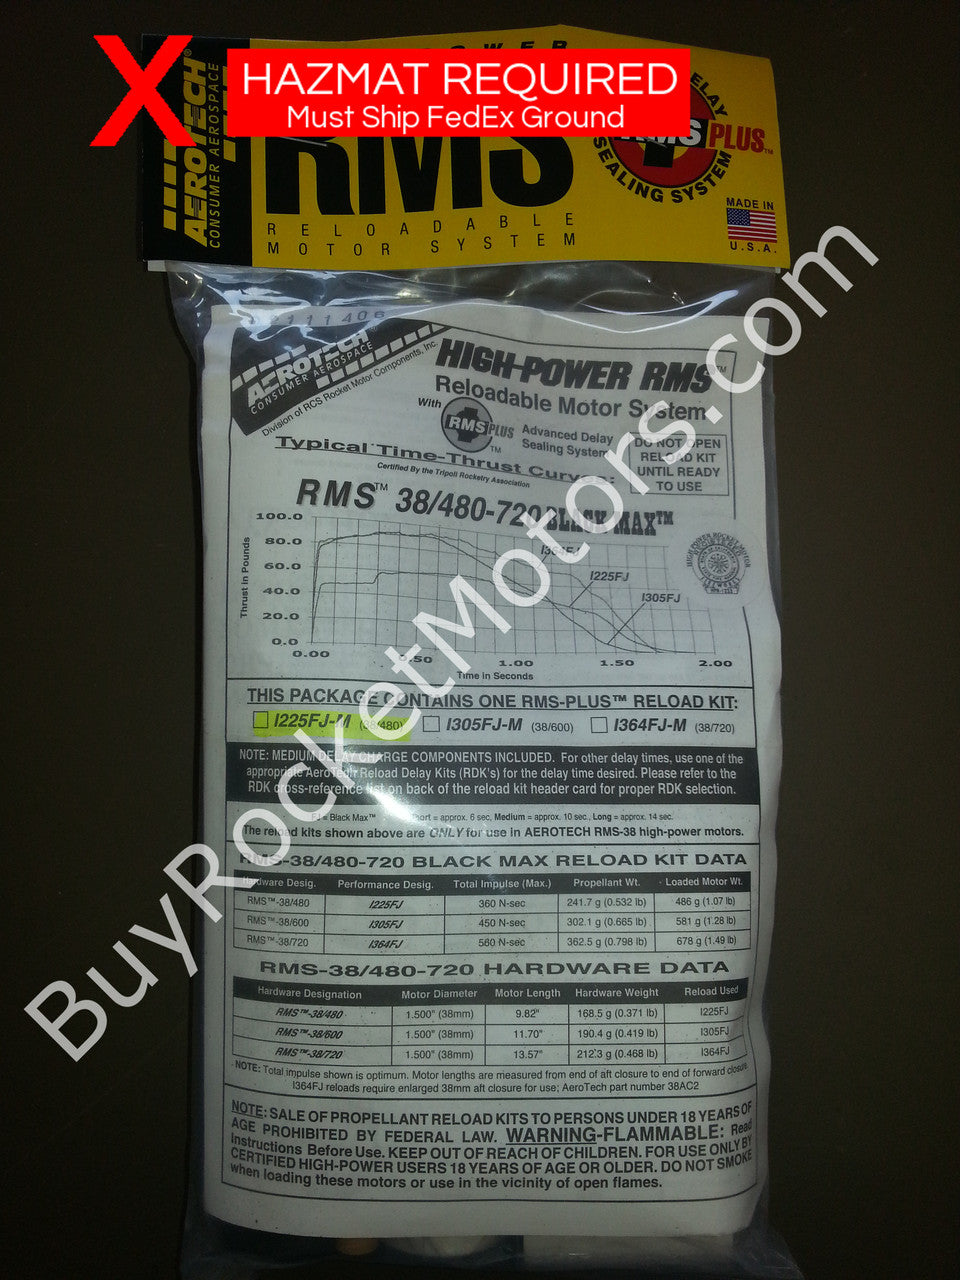 X
HAZMAT REQUIRED
Must Ship FedEx Ground
AEROTECH®
CONSUMER AEROSPACE
POWER
RMS
RELOADABLE
MOTOR SYSTEM
DELAY
RMS PLUS™
SEALING SYSTEM
MADE IN
U.S.A.
111406
AEROTECH®
CONSUMER AEROSPACE
Division of RCS Rocket Motor Components, Inc.
HIGH-POWER RMS™
Reloadable Motor System
With RMS PLUS™ Advanced Delay
Sealing System
DO NOT OPEN
RELOAD KIT
UNTIL READY
TO USE
Typical Time-Thrust Curves:
Certified By the Tripoli Rocketry Association
RMS™ 38/480-720 BLACK MAX™
Thrust in Pounds
100.0
80.0
60.0
40.0
20.0
0.0
I364FJ
I225FJ
I305FJ
0.00 0.50 1.00 1.50 2.00
Time in Seconds
THIS PACKAGE CONTAINS ONE RMS-PLUS™ RELOAD KIT:
I225FJ-M (38/480) I305FJ-M (38/600) I364FJ-M (38/720)
NOTE: MEDIUM DELAY CHARGE COMPONENTS INCLUDED. For other delay times, use one of the
appropriate AeroTech Reload Delay Kits (RDK's) for the delay time desired. Please refer to the
RDK cross-reference list on back of the reload kit header card for proper RDK selection.
FJ = Black Max™ Short = approx. 6 sec, Medium = approx. 10 sec., Long = approx. 14 sec.
The reload kits shown above are ONLY for use in AEROTECH RMS-38 high-power motors.
RMS-38/480-720 BLACK MAX RELOAD KIT DATA
Hardware Desig. Performance Desig. Total Impulse (Max.) Propellant Wt. Loaded Motor Wt.
RMS™-38/480 I225FJ 360 N-sec 241.7 g (0.532 lb) 486 g (1.07 lb)
RMS™-38/600 I305FJ 450 N-sec 302.1 g (0.665 lb) 581 g (1.28 lb)
RMS™-38/720 I364FJ 560 N-sec 362.5 g (0.798 lb) 678 g (1.49 lb)
RMS-38/480-720 HARDWARE DATA
Hardware Designation Motor Diameter Motor Length Hardware Weight Reload Used
RMS™-38/480 1.500" (38mm) 9.82" 168.5 g (0.371 lb) I225FJ
RMS™-38/600 1.500" (38mm) 11.70" 190.4 g (0.419 lb) I305FJ
RMS™-38/720 1.500" (38mm) 13.57" 212.3 g (0.468 lb) I364FJ
NOTE: Total impulse shown is optimum. Motor lengths are measured from end of aft closure to end of forward closure.
I364FJ reloads require enlarged 38mm aft closure for use; AeroTech part number 38AC2
NOTE: SALE OF PROPELLANT RELOAD KITS TO PERSONS UNDER 18 YEARS OF
AGE PROHIBITED BY FEDERAL LAW. WARNING-FLAMMABLE: Read
Instructions Before Use. KEEP OUT OF REACH OF CHILDREN. FOR USE ONLY BY
CERTIFIED HIGH-POWER USERS 18 YEARS OF AGE OR OLDER. DO NOT SMOKE
when loading these motors or use in the vicinity of open flames.
BuyRocketMotors.com